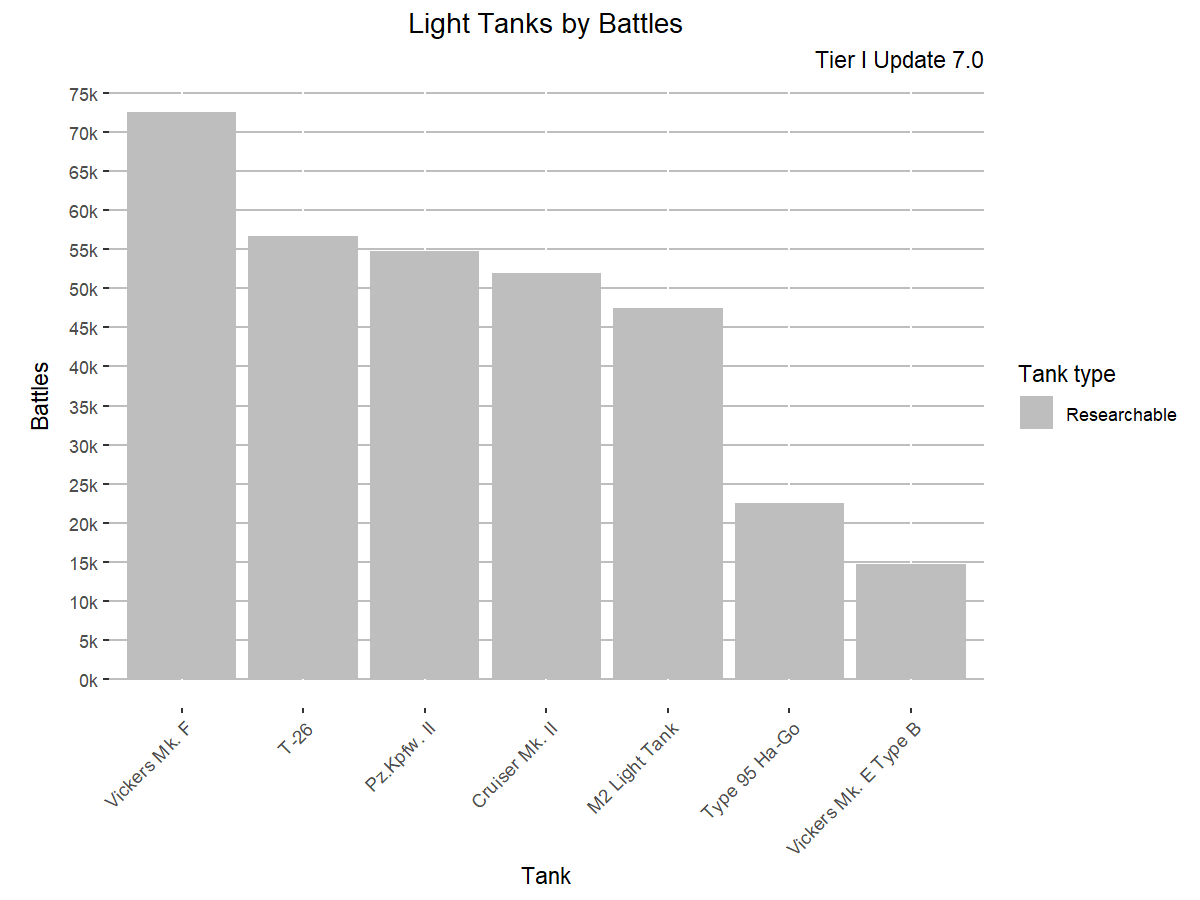 Light Tanks by Battles
Tier I Update 7.0
75k
70k
65k
60k
55k
50k
45k
40k
35k
30k
25k
20k
15k
10k
5k
0k
Battles
Vickers Mk. F
T-26
Pz.Kpfw. II
Cruiser Mk. II
M2 Light Tank
Type 95 Ha-Go
Vickers Mk. E Type B
Tank
Tank type
Researchable